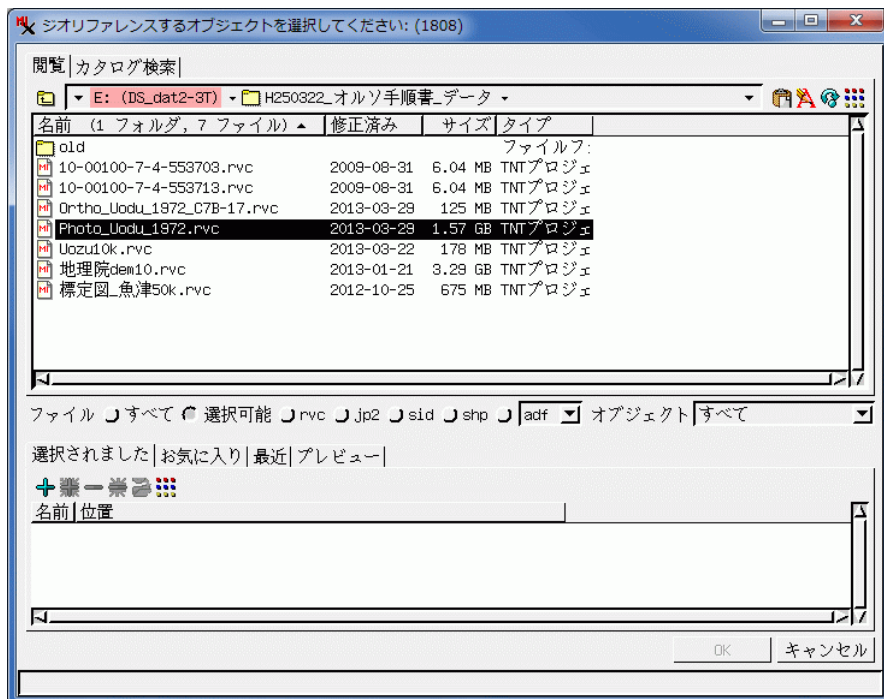 ジオリファレンスするオブジェクトを選択してください: (1808)
閲覧 カタログ検索
E: (DS_dat2-3T) H250322_オルソ手順書_データ
名前 (1 フォルダ, 7 ファイル) 修正済み サイズ タイプ
old ファイルフ:
10-00100-7-4-553703.rvc 2009-08-31 6.04 MB TNTプロジェ
10-00100-7-4-553713.rvc 2009-08-31 6.04 MB TNTプロジェ
Ortho_Uodu_1972_C7B-17.rvc 2013-03-29 125 MB TNTプロジェ
Photo_Uodu_1972.rvc 2013-03-29 1.57 GB TNTプロジェ
Uozu10k.rvc 2013-03-22 178 MB TNTプロジェ
地理院dem10.rvc 2013-01-21 3.29 GB TNTプロジェ
標定図_魚津50k.rvc 2012-10-25 675 MB TNTプロジェ
ファイル すべて 選択可能 rvc jp2 sid shp adf オブジェクト すべて
選択されました お気に入り 最近 プレビュー
名前 位置
OK キャンセル